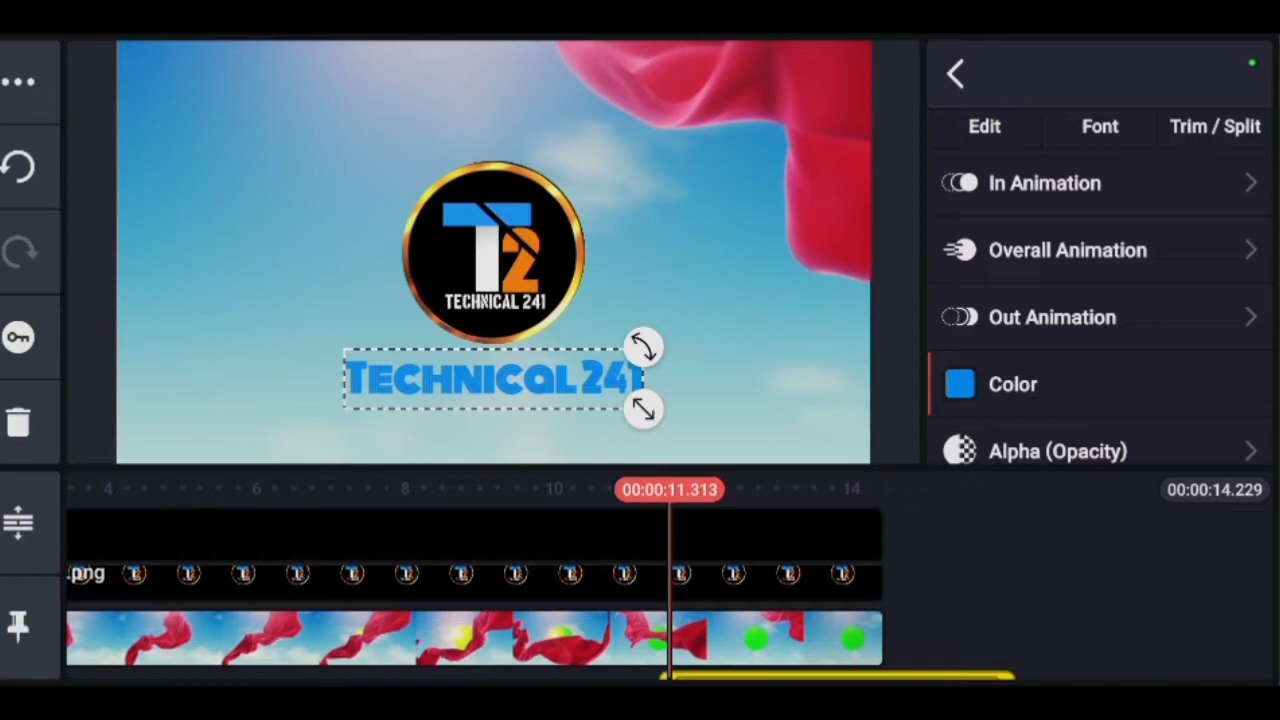 Edit Font Trim / Split
In Animation
Overall Animation
Out Animation
Color
Alpha (Opacity)
T2
TECHNICAL 241
TECHNICAL 241
4 6 8 10 00:00:11.313 14 00:00:14.229
.png